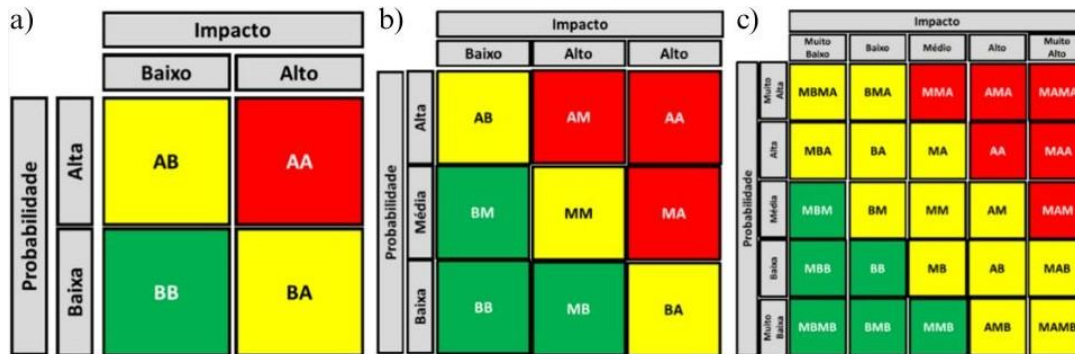 a)
Impacto
Baixo Alto
Probabilidade
Alta
AB AA
Baixa
BB BA
b)
Impacto
Baixo Alto Alto
Probabilidade
Alta
AB AM AA
Média
BM MM MA
Baixa
BB MB BA
c)
Impacto
Muito Baixo Baixo Médio Alto Muito Alto
Probabilidade
Muito Alta
MBMA BMA MMA AMA MAMA
Alta
MBA BA MA AA MAA
Média
MBM BM MM AM MAM
Baixa
MBB BB MB AB MAB
Muito Baixa
MBMB BMB MMB AMB MAMB